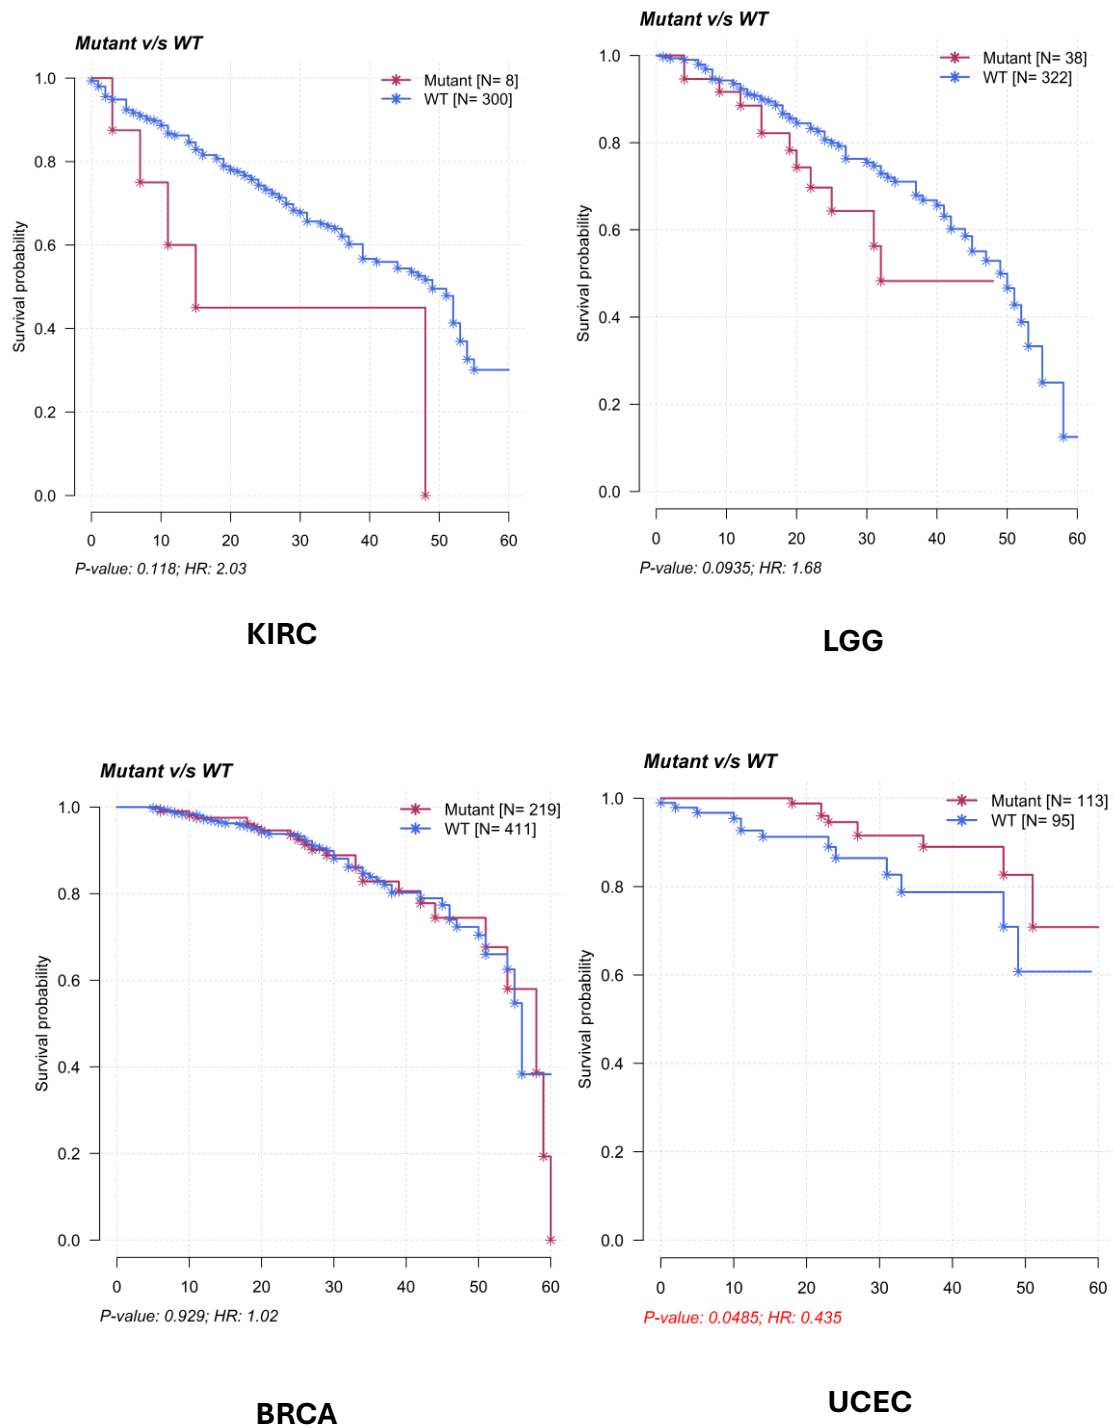 Mutant v/s WT
Mutant [N= 8]
WT [N= 300]
Survival probability
1.0
0.8
0.6
0.4
0.2
0.0
0 10 20 30 40 50 60
P-value: 0.118; HR: 2.03
KIRC
Mutant v/s WT
Mutant [N= 38]
WT [N= 322]
Survival probability
1.0
0.8
0.6
0.4
0.2
0.0
0 10 20 30 40 50 60
P-value: 0.0935; HR: 1.68
LGG
Mutant v/s WT
Mutant [N= 219]
WT [N= 411]
Survival probability
1.0
0.8
0.6
0.4
0.2
0.0
0 10 20 30 40 50 60
P-value: 0.929; HR: 1.02
BRCA
Mutant v/s WT
Mutant [N= 113]
WT [N= 95]
Survival probability
1.0
0.8
0.6
0.4
0.2
0.0
0 10 20 30 40 50 60
P-value: 0.0485; HR: 0.435
UCEC